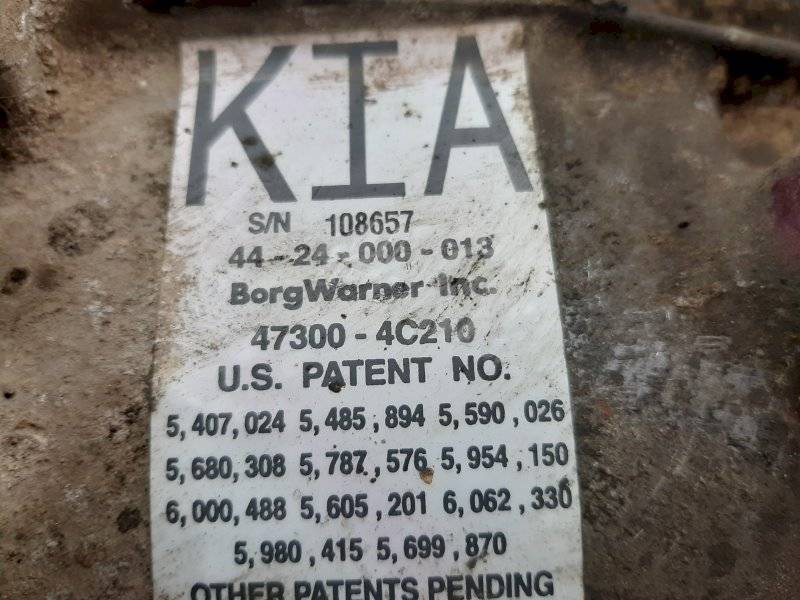 KIA
S/N 108657
44-24-000-013
BorgWarner Inc.
47300-4C210
U.S. PATENT NO.
5,407,024 5,485,894 5,590,026
5,680,308 5,787,576 5,954,150
6,000,488 5,605,201 6,062,330
5,980,415 5,699,870
OTHER PATENTS PENDING